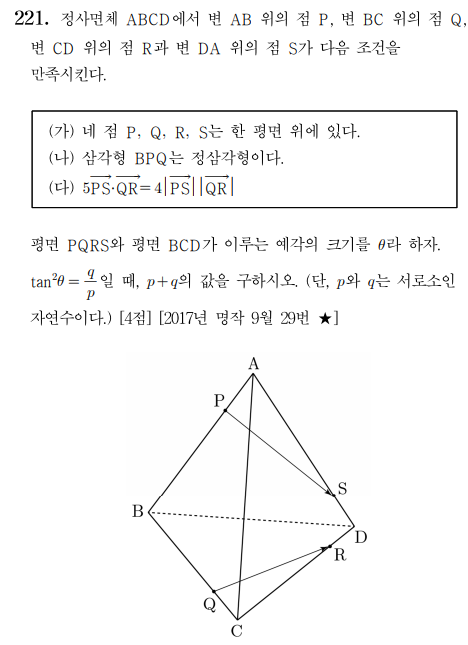 221. 정사면체 ABCD에서 변 AB 위의 점 P, 변 BC 위의 점 Q,
변 CD 위의 점 R과 변 DA 위의 점 S가 다음 조건을
만족시킨다.
(가) 네 점 P, Q, R, S는 한 평면 위에 있다.
(나) 삼각형 BPQ는 정삼각형이다.
(다) 5$\overrightarrow{PS}$·$\overrightarrow{QR}$= 4|$\overrightarrow{PS}$||$\overrightarrow{QR}$|
평면 PQRS와 평면 BCD가 이루는 예각의 크기를 θ라 하자.
$\tan^2\theta = \frac{q}{p}$일 때, p+q의 값을 구하시오. (단, p와 q는 서로소인
자연수이다.) [4점] [2017년 명작 9월 29번 ★]
A
P
S
B
D
R
Q
C